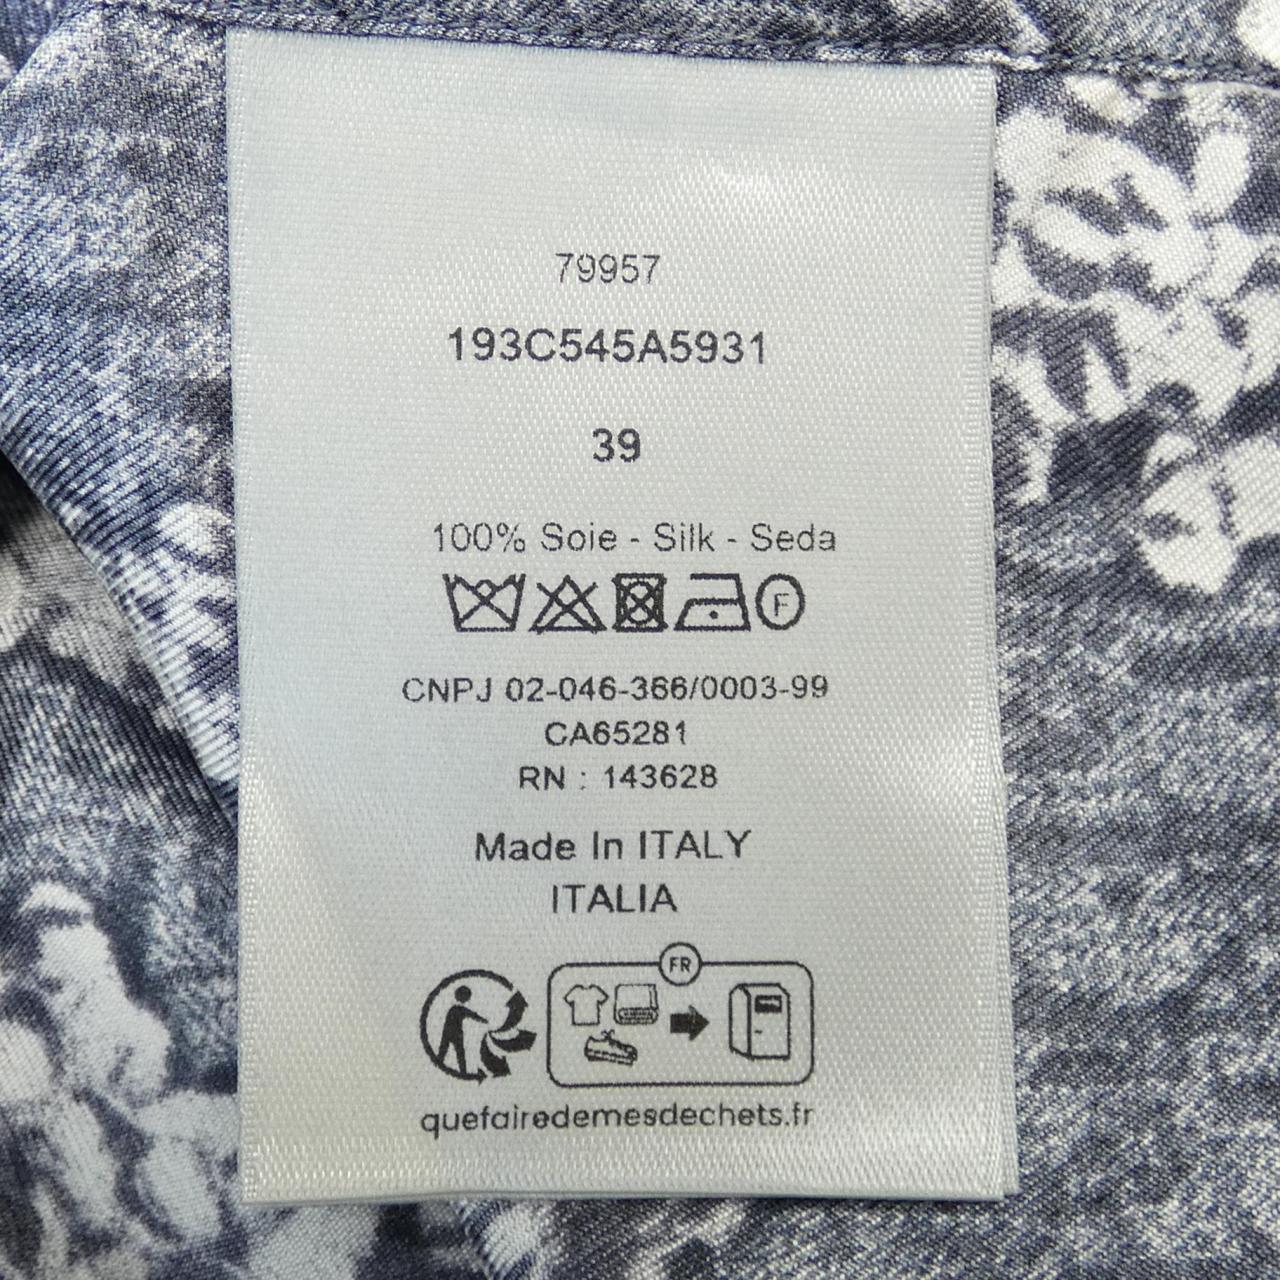 79957
193C545A5931
39
100% Soie - Silk - Seda
F
CNPJ 02-046-366/0003-99
CA65281
RN : 143628
Made In ITALY
ITALIA
FR
quefairedemesdechets.fr